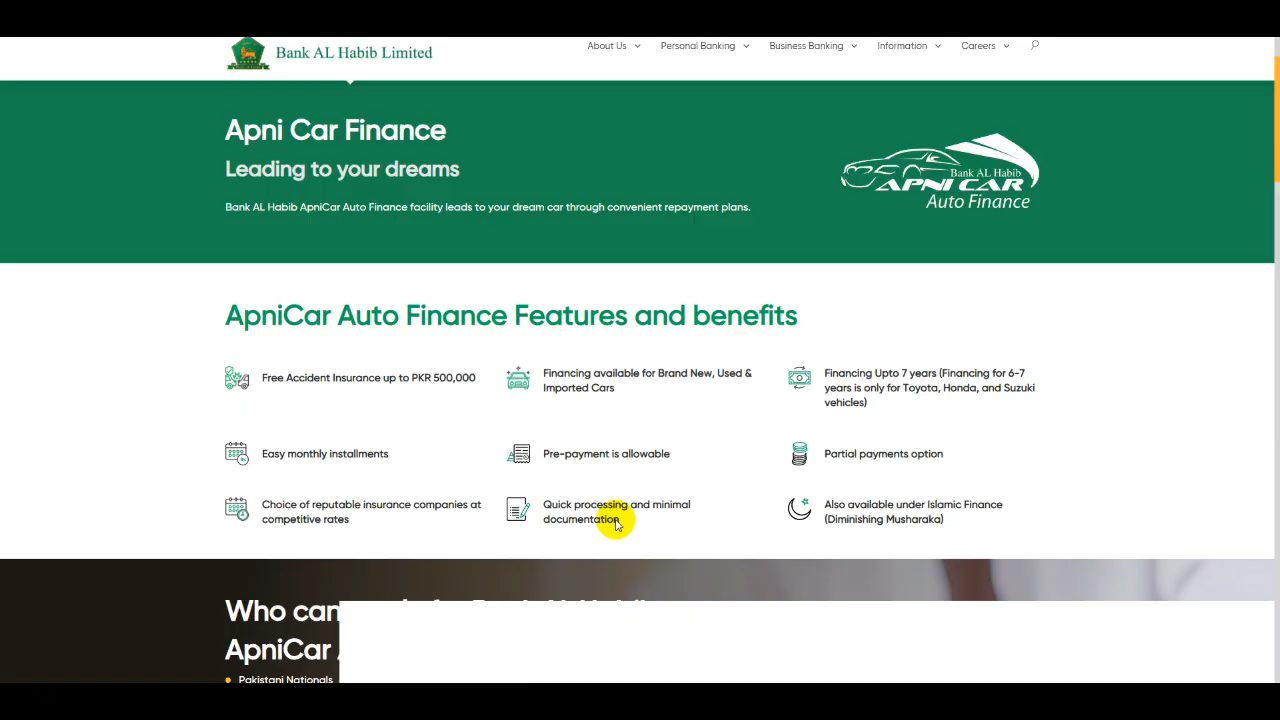 Bank AL Habib Limited
About Us
Personal Banking
Business Banking
Information
Careers
Apni Car Finance
Leading to your dreams
Bank AL Habib ApniCar Auto Finance facility leads to your dream car through convenient repayment plans.
Bank AL Habib
APNI CAR
Auto Finance
ApniCar Auto Finance Features and benefits
Free Accident Insurance up to PKR 500,000
Financing available for Brand New, Used &
Imported Cars
Financing Upto 7 years (Financing for 6-7
years is only for Toyota, Honda, and Suzuki
vehicles)
Easy monthly installments
Pre-payment is allowable
Partial payments option
Choice of reputable insurance companies at
competitive rates
Quick processing and minimal
documentation
Also available under Islamic Finance
(Diminishing Musharaka)
Who can
ApniCar
Pakistani Nationals